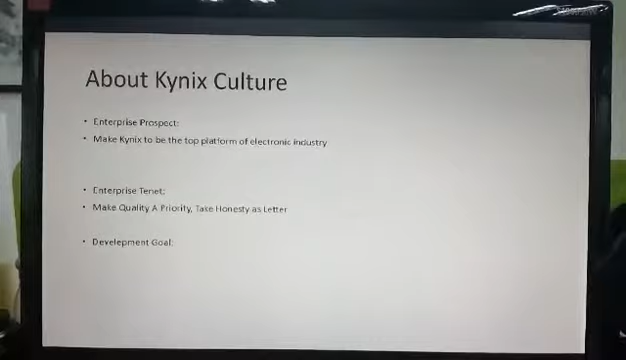 About Kynix Culture
• Enterprise Prospect:
• Make Kynix to be the top platform of electronic industry
• Enterprise Tenet:
• Make Quality A Priority, Take Honesty as Letter
• Development Goal: